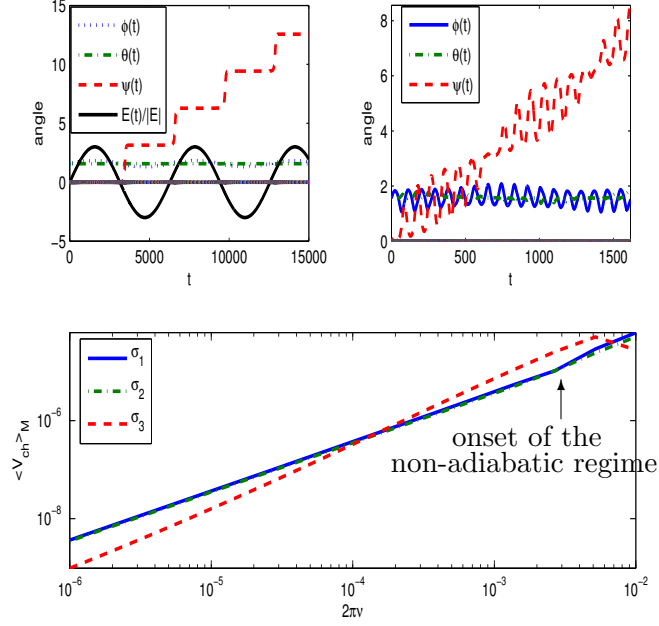 15
10
5
0
−5
angle
0
5000
10000
15000
t
ϕ(t)
θ(t)
ψ(t)
E(t)/|E|
8
6
4
2
0
angle
0
500
1000
1500
t
ϕ(t)
θ(t)
ψ(t)
σ1
σ2
σ3
10−6
10−8
<Vch>M
onset of the
non-adiabatic regime
10−6
10−5
10−4
10−3
10−2
2πν